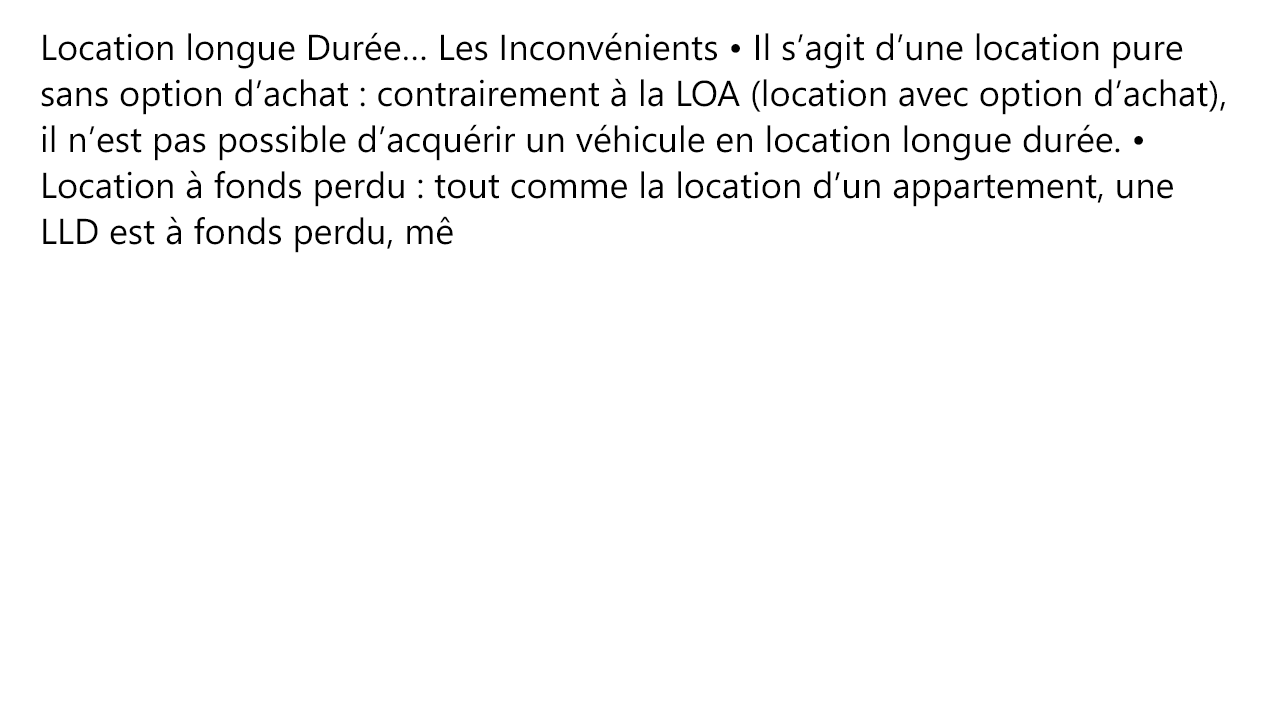 Location longue Durée… Les Inconvénients • Il s’agit d’une location pure
sans option d’achat : contrairement à la LOA (location avec option d’achat),
il n’est pas possible d’acquérir un véhicule en location longue durée. •
Location à fonds perdu : tout comme la location d’un appartement, une
LLD est à fonds perdu, mê